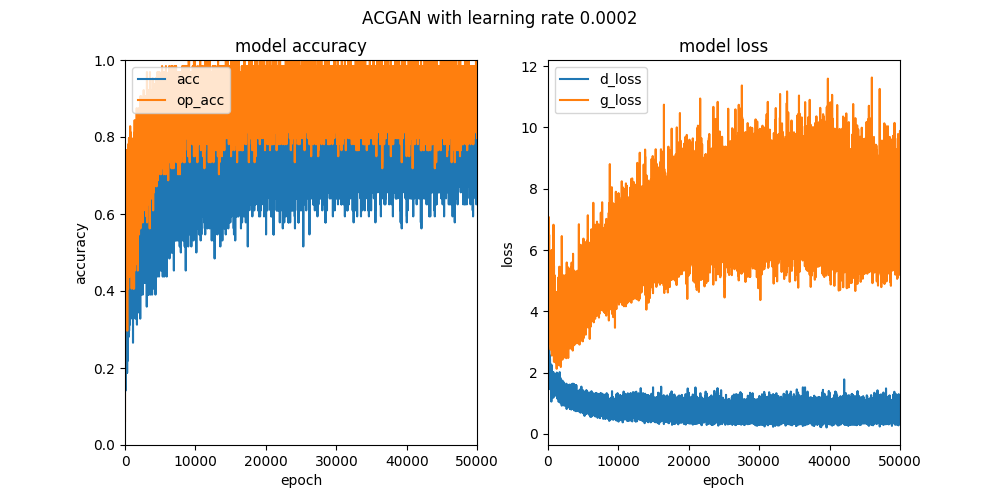 ACGAN with learning rate 0.0002
model accuracy
acc
op_acc
accuracy
1.0
0.8
0.6
0.4
0.2
0.0
0 10000 20000 30000 40000 50000
epoch
model loss
d_loss
g_loss
loss
12
10
8
6
4
2
0
0 10000 20000 30000 40000 50000
epoch